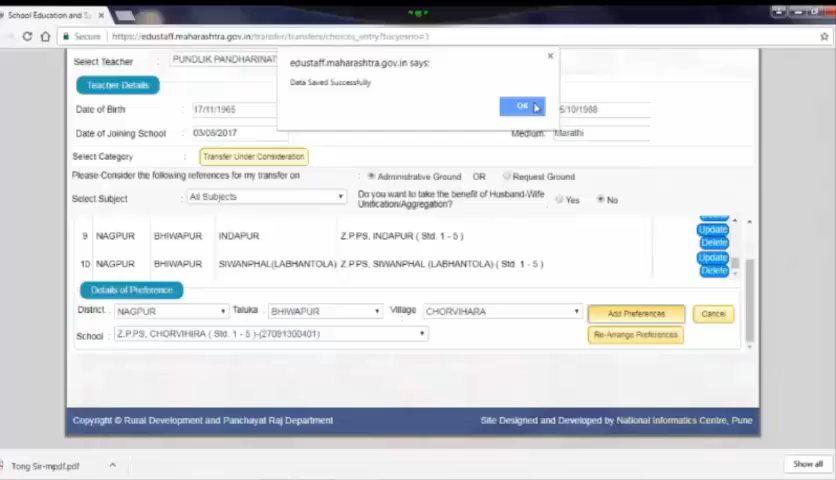 School Education and S
Secure https://edustaff.maharashtra.gov.in/transfer/transfers/choices_entry?
Select Teacher : PUNDLIK PANDHARINAT
edustaff.maharashtra.gov.in says:
Data Saved Successfully
OK
Teacher Details
Date of Birth : 17/11/1965 /10/1988
Date of Joining School : 03/08/2017 Medium: Marathi
Select Category : Transfer Under Consideration
Please Consider the following references for my transfer on : Administrative Ground OR Request Ground
Select Subject : All Subjects
Do you want to take the benefit of Husband-Wife
Unification/Aggregation? : Yes No
Update
9 NAGPUR BHIWAPUR INDAPUR Z.P.PS, INDAPUR ( Std. 1 - 5 ) Update
Delete
10 NAGPUR BHIWAPUR SIWANPHAL(LABHANTOLA) Z.P.PS, SIWANPHAL(LABHANTOLA) ( Std. 1 - 5 ) Update
Delete
Details of Preference
District : NAGPUR Taluka : BHIWAPUR Village : CHORVIHARA Add Preferences Cancel
School : Z.P.PS, CHORVIHIRA ( Std. 1 - 5 )-(27091300401) Re-Arrange Preferences
Copyright © Rural Development and Panchayat Raj Department Site Designed and Developed by National Informatics Centre, Pune
Tong Sir-mpdf.pdf Show all